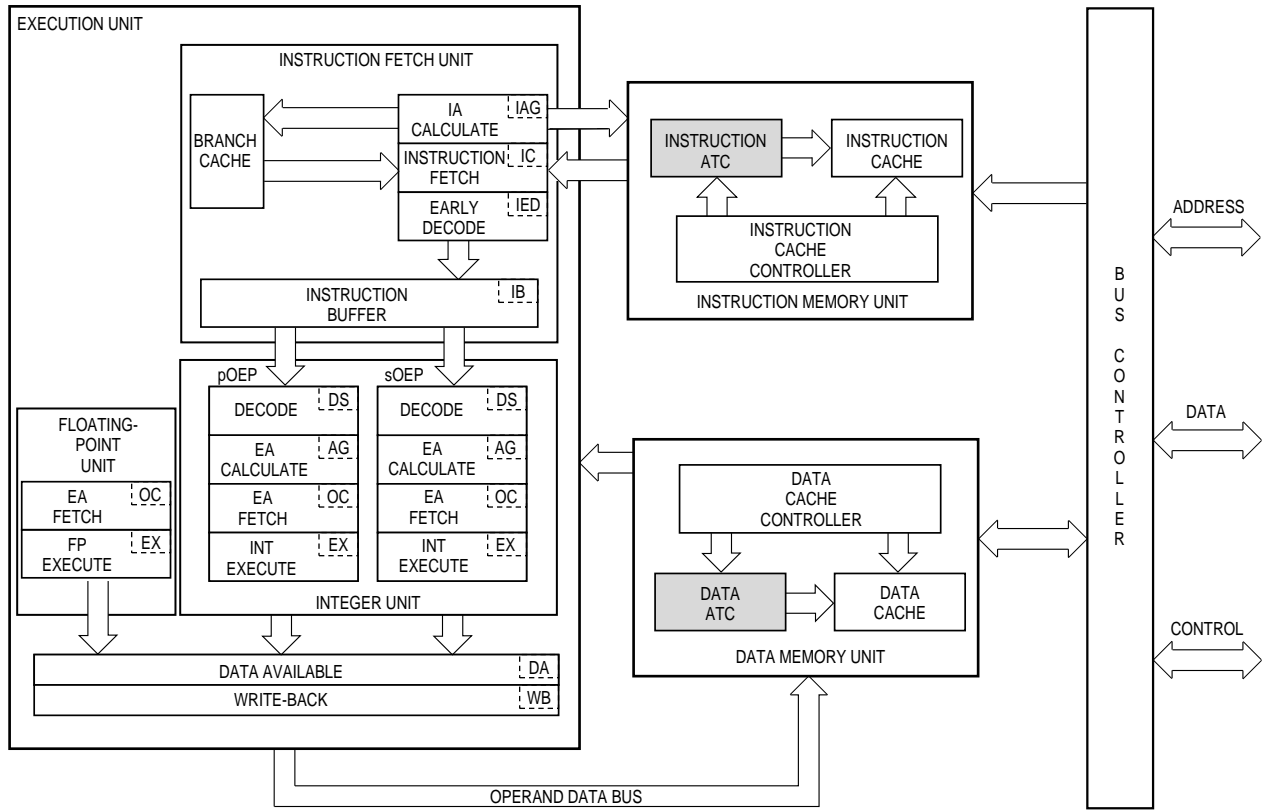 EXECUTION UNIT
INSTRUCTION FETCH UNIT
BRANCH
CACHE
IA
CALCULATE
IAG
INSTRUCTION
FETCH
IC
EARLY
DECODE
IED
INSTRUCTION
BUFFER
IB
pOEP
sOEP
DECODE
DS
EA
CALCULATE
AG
EA
FETCH
OC
INT
EXECUTE
EX
DECODE
DS
EA
CALCULATE
AG
EA
FETCH
OC
INT
EXECUTE
EX
INTEGER UNIT
FLOATING-
POINT
UNIT
EA
FETCH
OC
FP
EXECUTE
EX
DATA AVAILABLE
DA
WRITE-BACK
WB
INSTRUCTION
ATC
INSTRUCTION
CACHE
INSTRUCTION
CACHE
CONTROLLER
INSTRUCTION MEMORY UNIT
DATA
CACHE
CONTROLLER
DATA
ATC
DATA
CACHE
DATA MEMORY UNIT
OPERAND DATA BUS
BUS CONTROLLER
ADDRESS
DATA
CONTROL